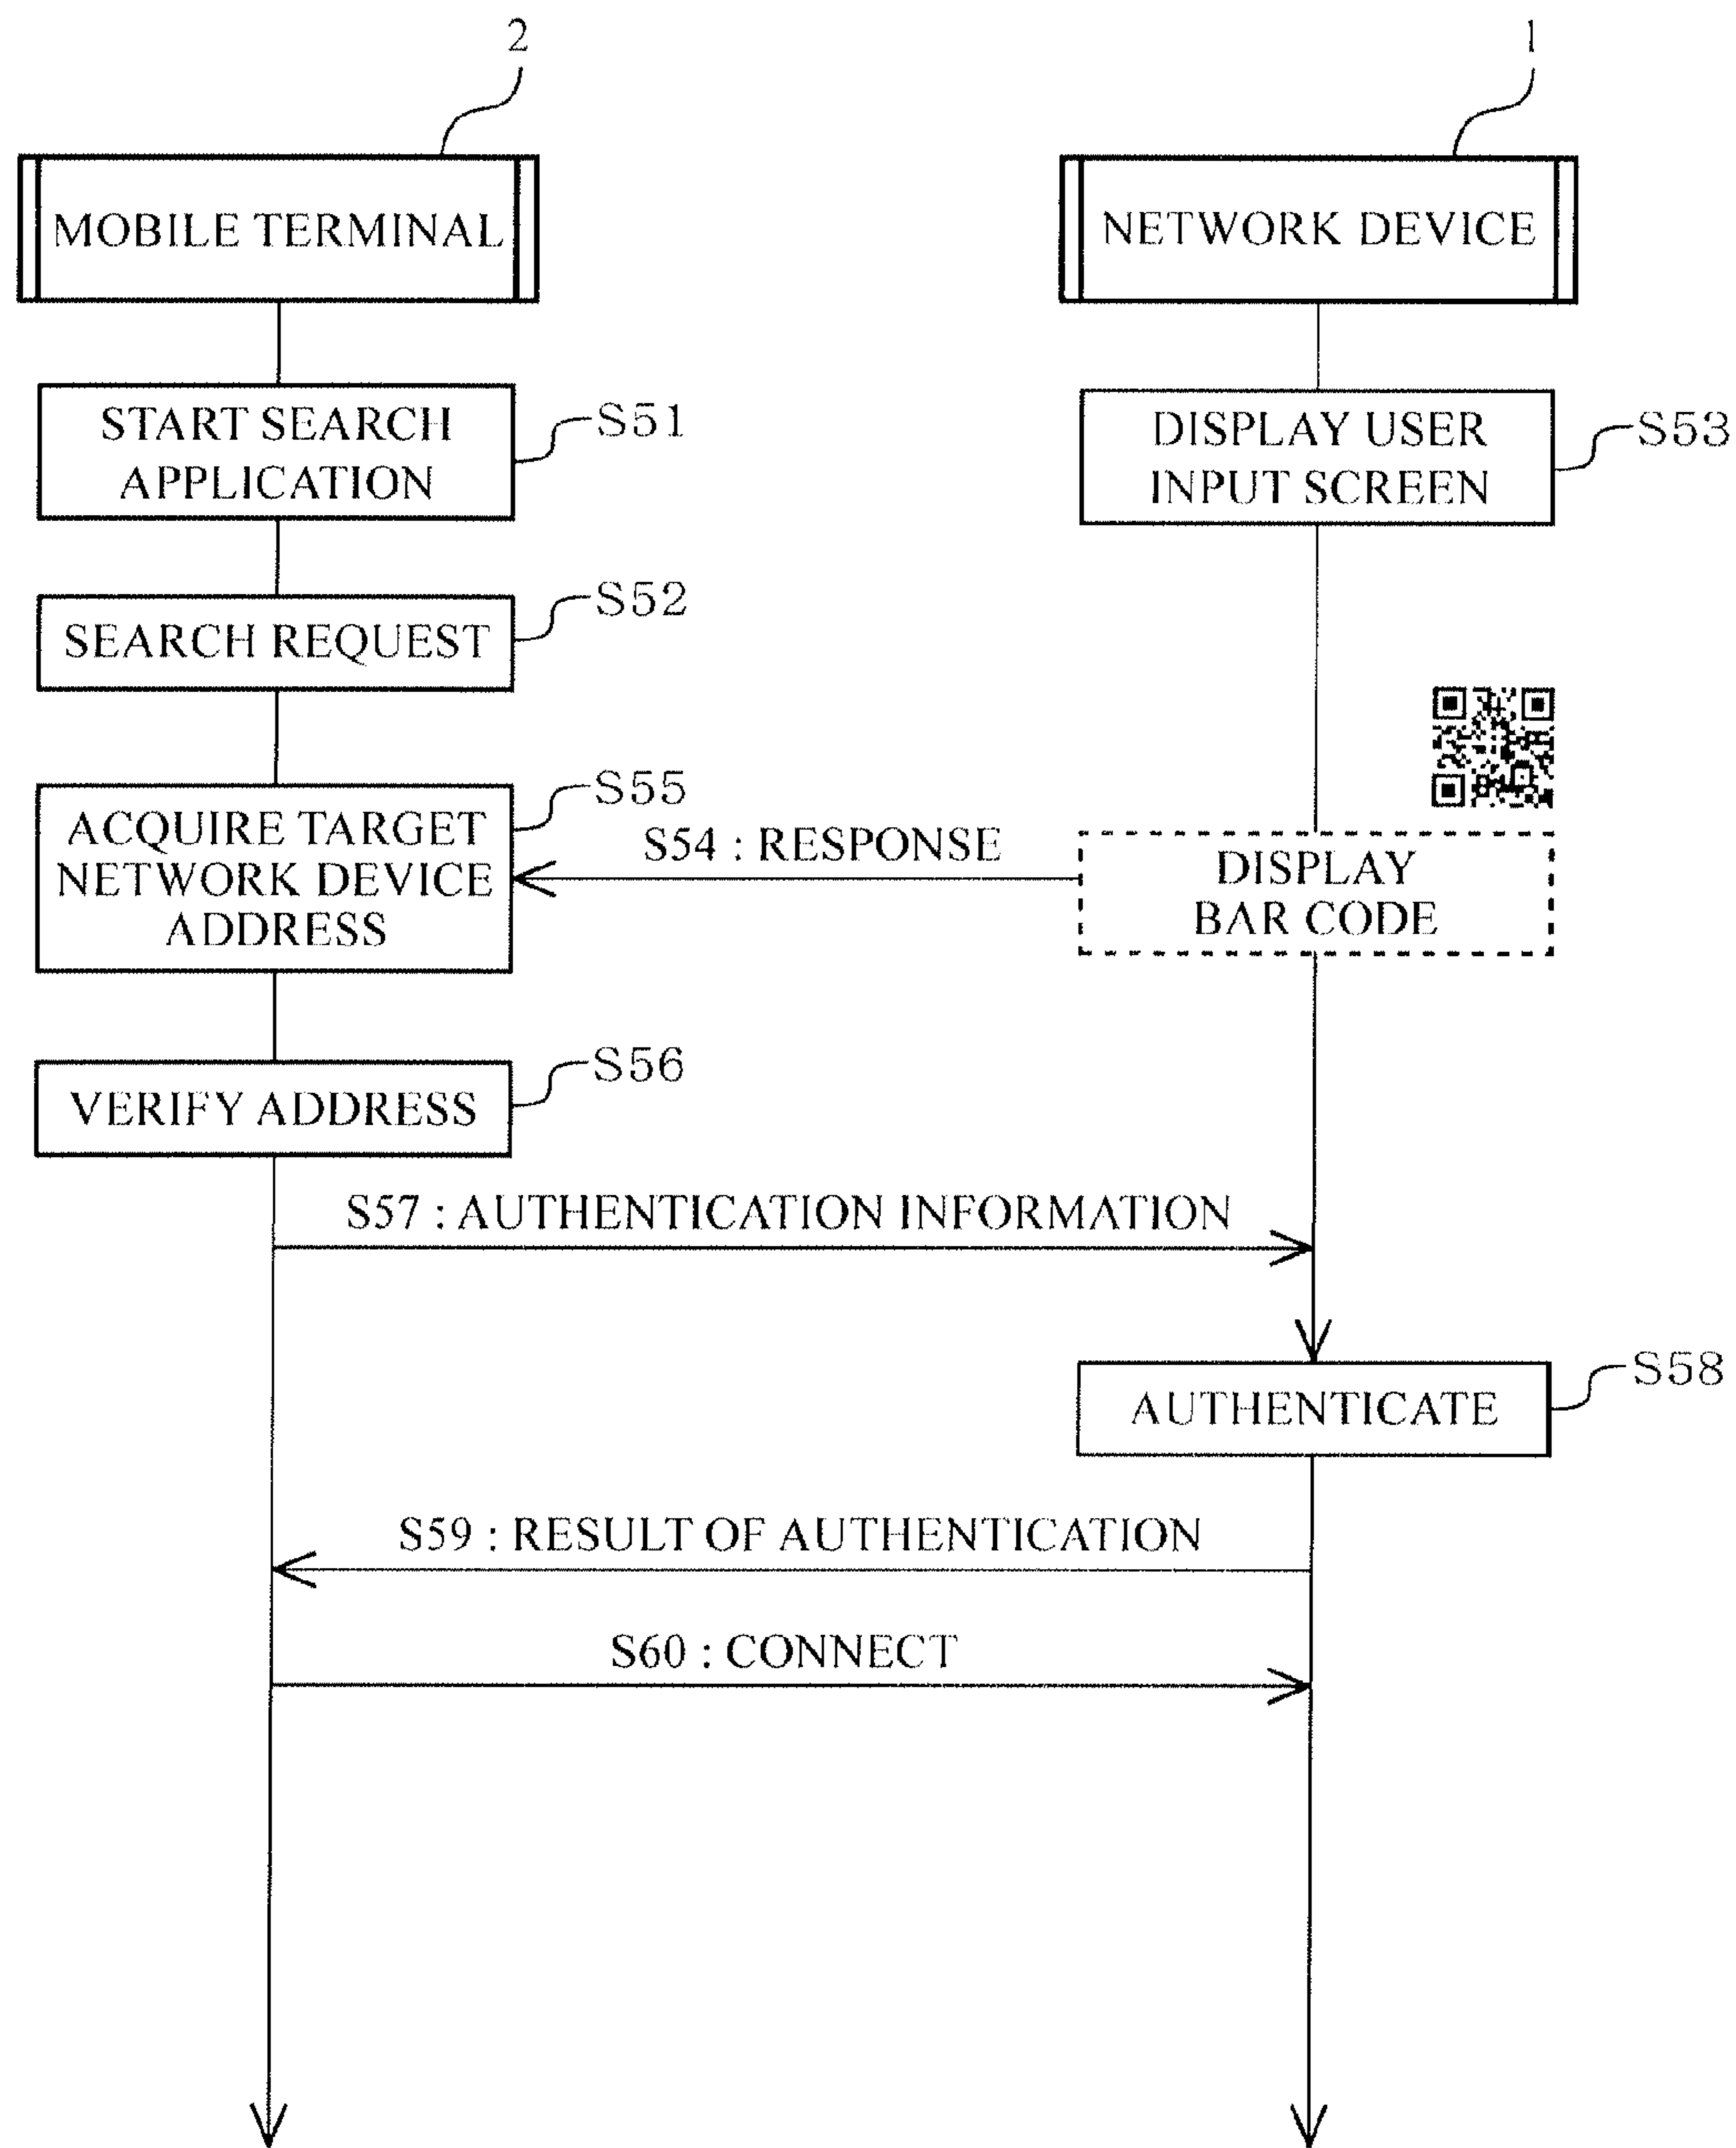 2
1
MOBILE TERMINAL
NETWORK DEVICE
START SEARCH
APPLICATION
S51
DISPLAY USER
INPUT SCREEN
S53
SEARCH REQUEST
S52
ACQUIRE TARGET
NETWORK DEVICE
ADDRESS
S55
S54 : RESPONSE
DISPLAY
BAR CODE
VERIFY ADDRESS
S56
S57 : AUTHENTICATION INFORMATION
AUTHENTICATE
S58
S59 : RESULT OF AUTHENTICATION
S60 : CONNECT